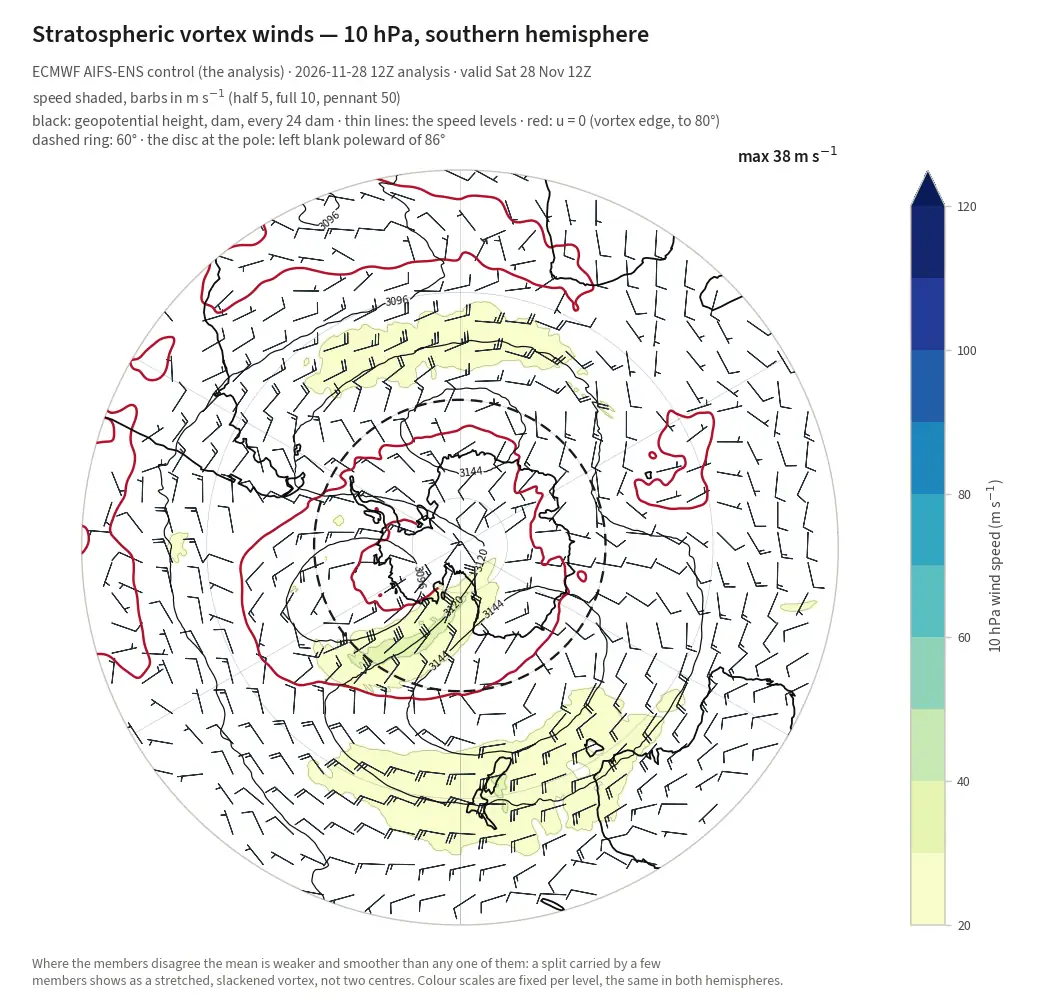 Stratospheric vortex winds — 10 hPa, southern hemisphere
ECMWF AIFS-ENS control (the analysis) · 2026-11-28 12Z analysis · valid Sat 28 Nov 12Z
speed shaded, barbs in m s⁻¹ (half 5, full 10, pennant 50)
black: geopotential height, dam, every 24 dam · thin lines: the speed levels · red: u = 0 (vortex edge, to 80°)
dashed ring: 60° · the disc at the pole: left blank poleward of 86°
max 38 m s⁻¹
3096
3096
3144
3120
3096
3120
3144
3144
120
100
80
60
40
20
10 hPa wind speed (m s⁻¹)
Where the members disagree the mean is weaker and smoother than any one of them: a split carried by a few
members shows as a stretched, slackened vortex, not two centres. Colour scales are fixed per level, the same in both hemispheres.